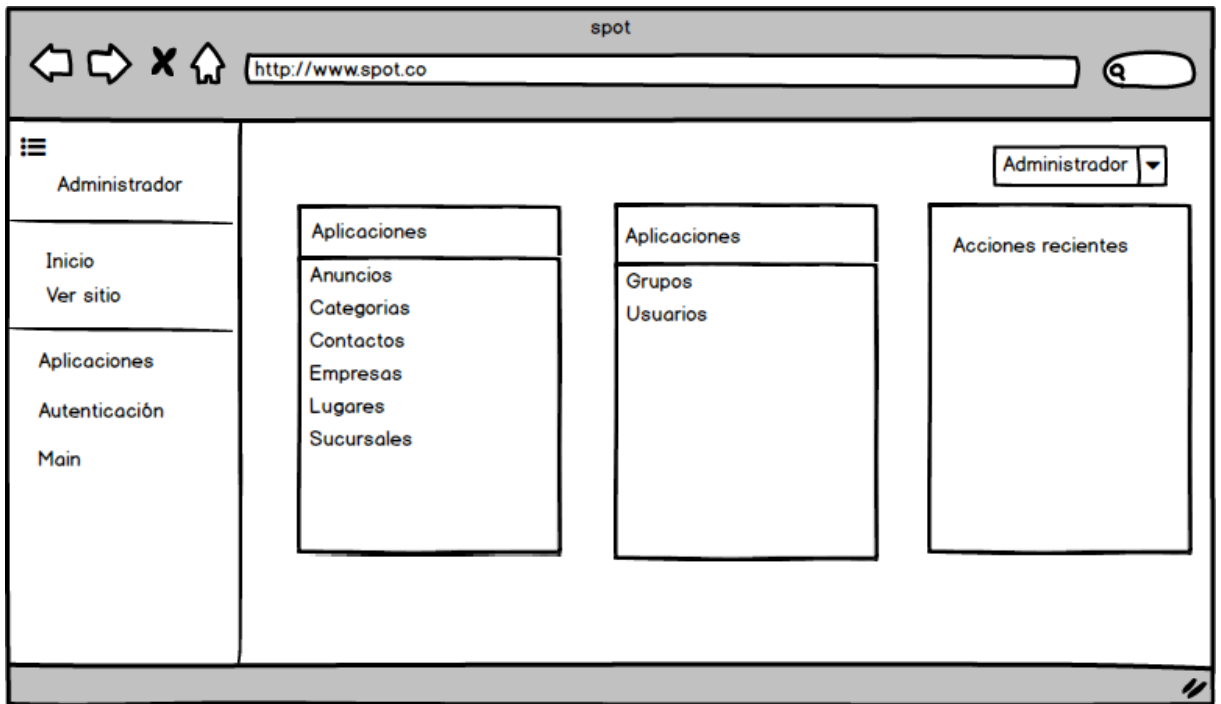 spot
http://www.spot.co
Administrador
Inicio
Ver sitio
Aplicaciones
Autenticación
Main
Administrador
Aplicaciones
Anuncios
Categorias
Contactos
Empresas
Lugares
Sucursales
Aplicaciones
Grupos
Usuarios
Acciones recientes